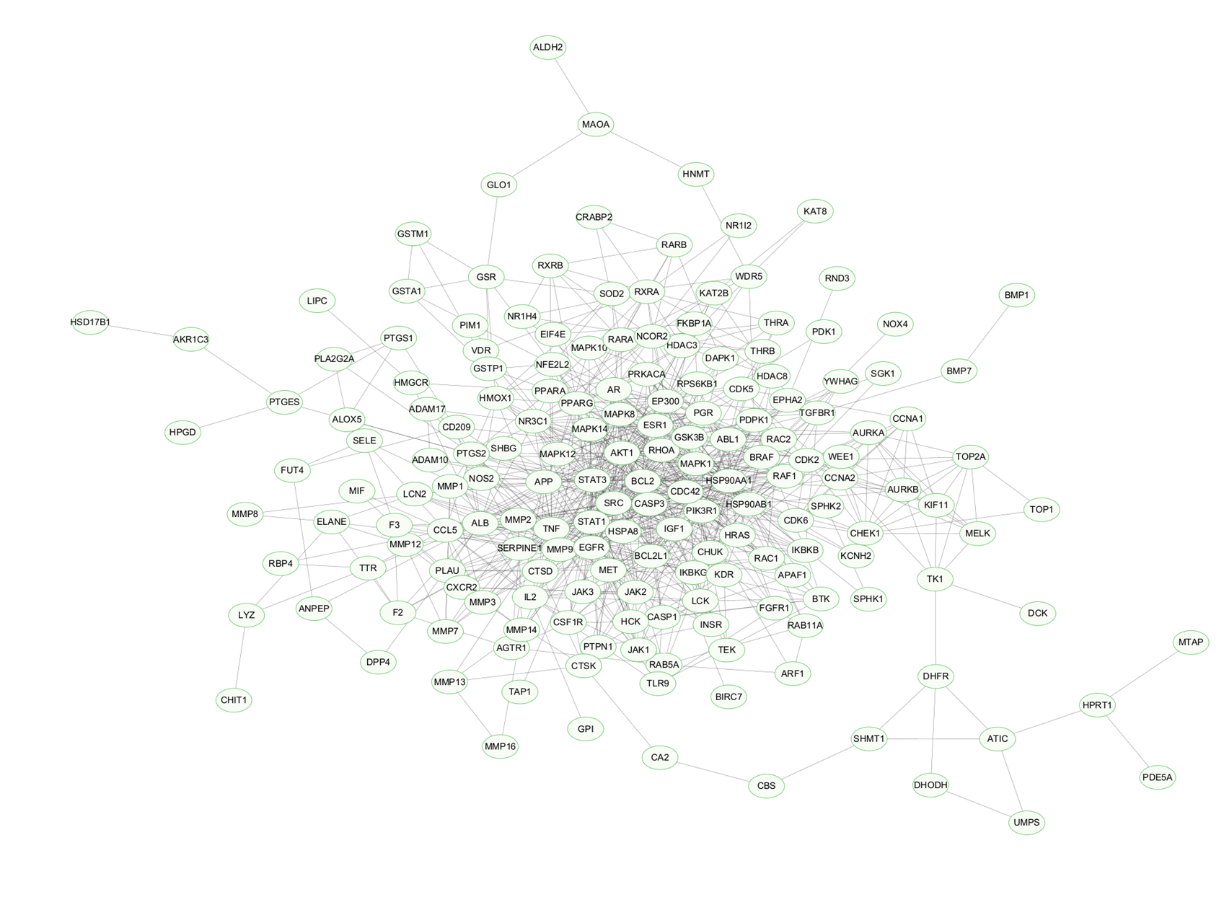 ALDH2
MAOA
HNMT
GLO1
KAT8
CRABP2
NR1I2
GSTM1
RARB
RXRB
GSR
WDR5
RND3
GSTA1
SOD2
RXRA
KAT2B
BMP1
LIPC
NR1H4
HSD17B1
PIM1
FKBP1A
THRA
NOX4
EIF4E
PDK1
AKR1C3
PTGS1
MAPK10
RARA
NCOR2
HDAC3
VDR
THRB
PLA2G2A
DAPK1
GSTP1
NFE2L2
PRKACA
HDAC8
SGK1
BMP7
HMGCR
RPS6KB1
YWHAG
PPARA
AR
CDK5
HMOX1
PPARG
EP300
EPHA2
PTGES
ADAM17
MAPK8
PGR
TGFBR1
ALOX5
NR3C1
ESR1
PDPK1
CCNA1
HPGD
CD209
MAPK14
GSK3B
AURKA
SELE
SHBG
RHOA
ABL1
RAC2
PTGS2
MAPK12
AKT1
BRAF
WEE1
TOP2A
ADAM10
MAPK1
CDK2
FUT4
NOS2
STAT3
RAF1
CCNA2
APP
BCL2
HSP90AA1
MIF
LCN2
MMP1
CDC42
AURKB
SRC
CASP3
HSP90AB1
SPHK2
KIF11
TOP1
MMP8
PIK3R1
ELANE
F3
ALB
MMP2
STAT1
CDK6
CCL5
TNF
HSPA8
IGF1
CHEK1
MELK
HRAS
MMP12
SERPINE1
MMP9
EGFR
IKBKB
BCL2L1
CHUK
KCNH2
RBP4
TTR
RAC1
PLAU
CTSD
MET
IKBKG
KDR
APAF1
TK1
CXCR2
JAK3
JAK2
IL2
MMP3
LCK
BTK
SPHK1
ANPEP
F2
FGFR1
LYZ
CASP1
DCK
CSF1R
HCK
INSR
RAB11A
MMP7
MMP14
MTAP
AGTR1
PTPN1
JAK1
TEK
DPP4
CTSK
RAB5A
ARF1
DHFR
MMP13
TLR9
TAP1
BIRC7
CHIT1
HPRT1
GPI
SHMT1
ATIC
MMP16
CA2
PDE5A
CBS
DHODH
UMPS